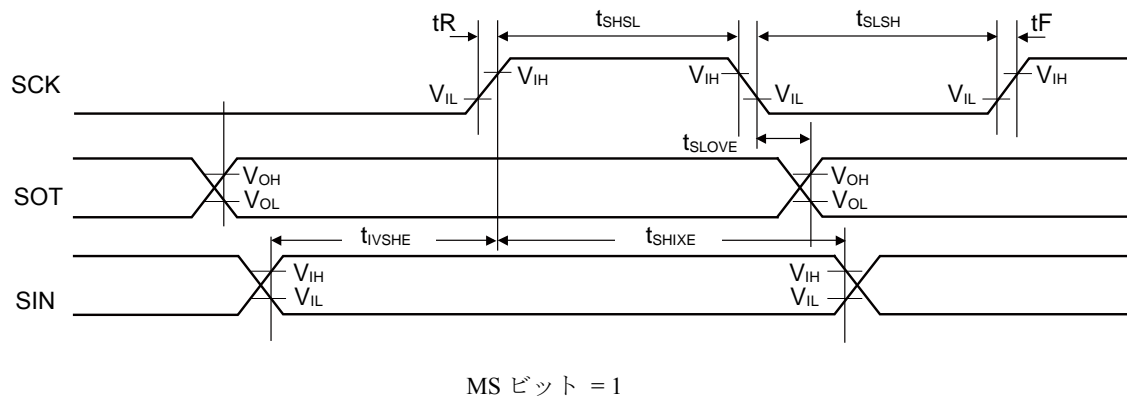 tR tSHSL tSLSH tF
SCK VIL VIH VIH VIL VIL VIH
tSLOVE
SOT VOH VOH
VOL VOL
tIVSHE tSHIXE
SIN VIH VIH
VIL VIL
MS ビット = 1